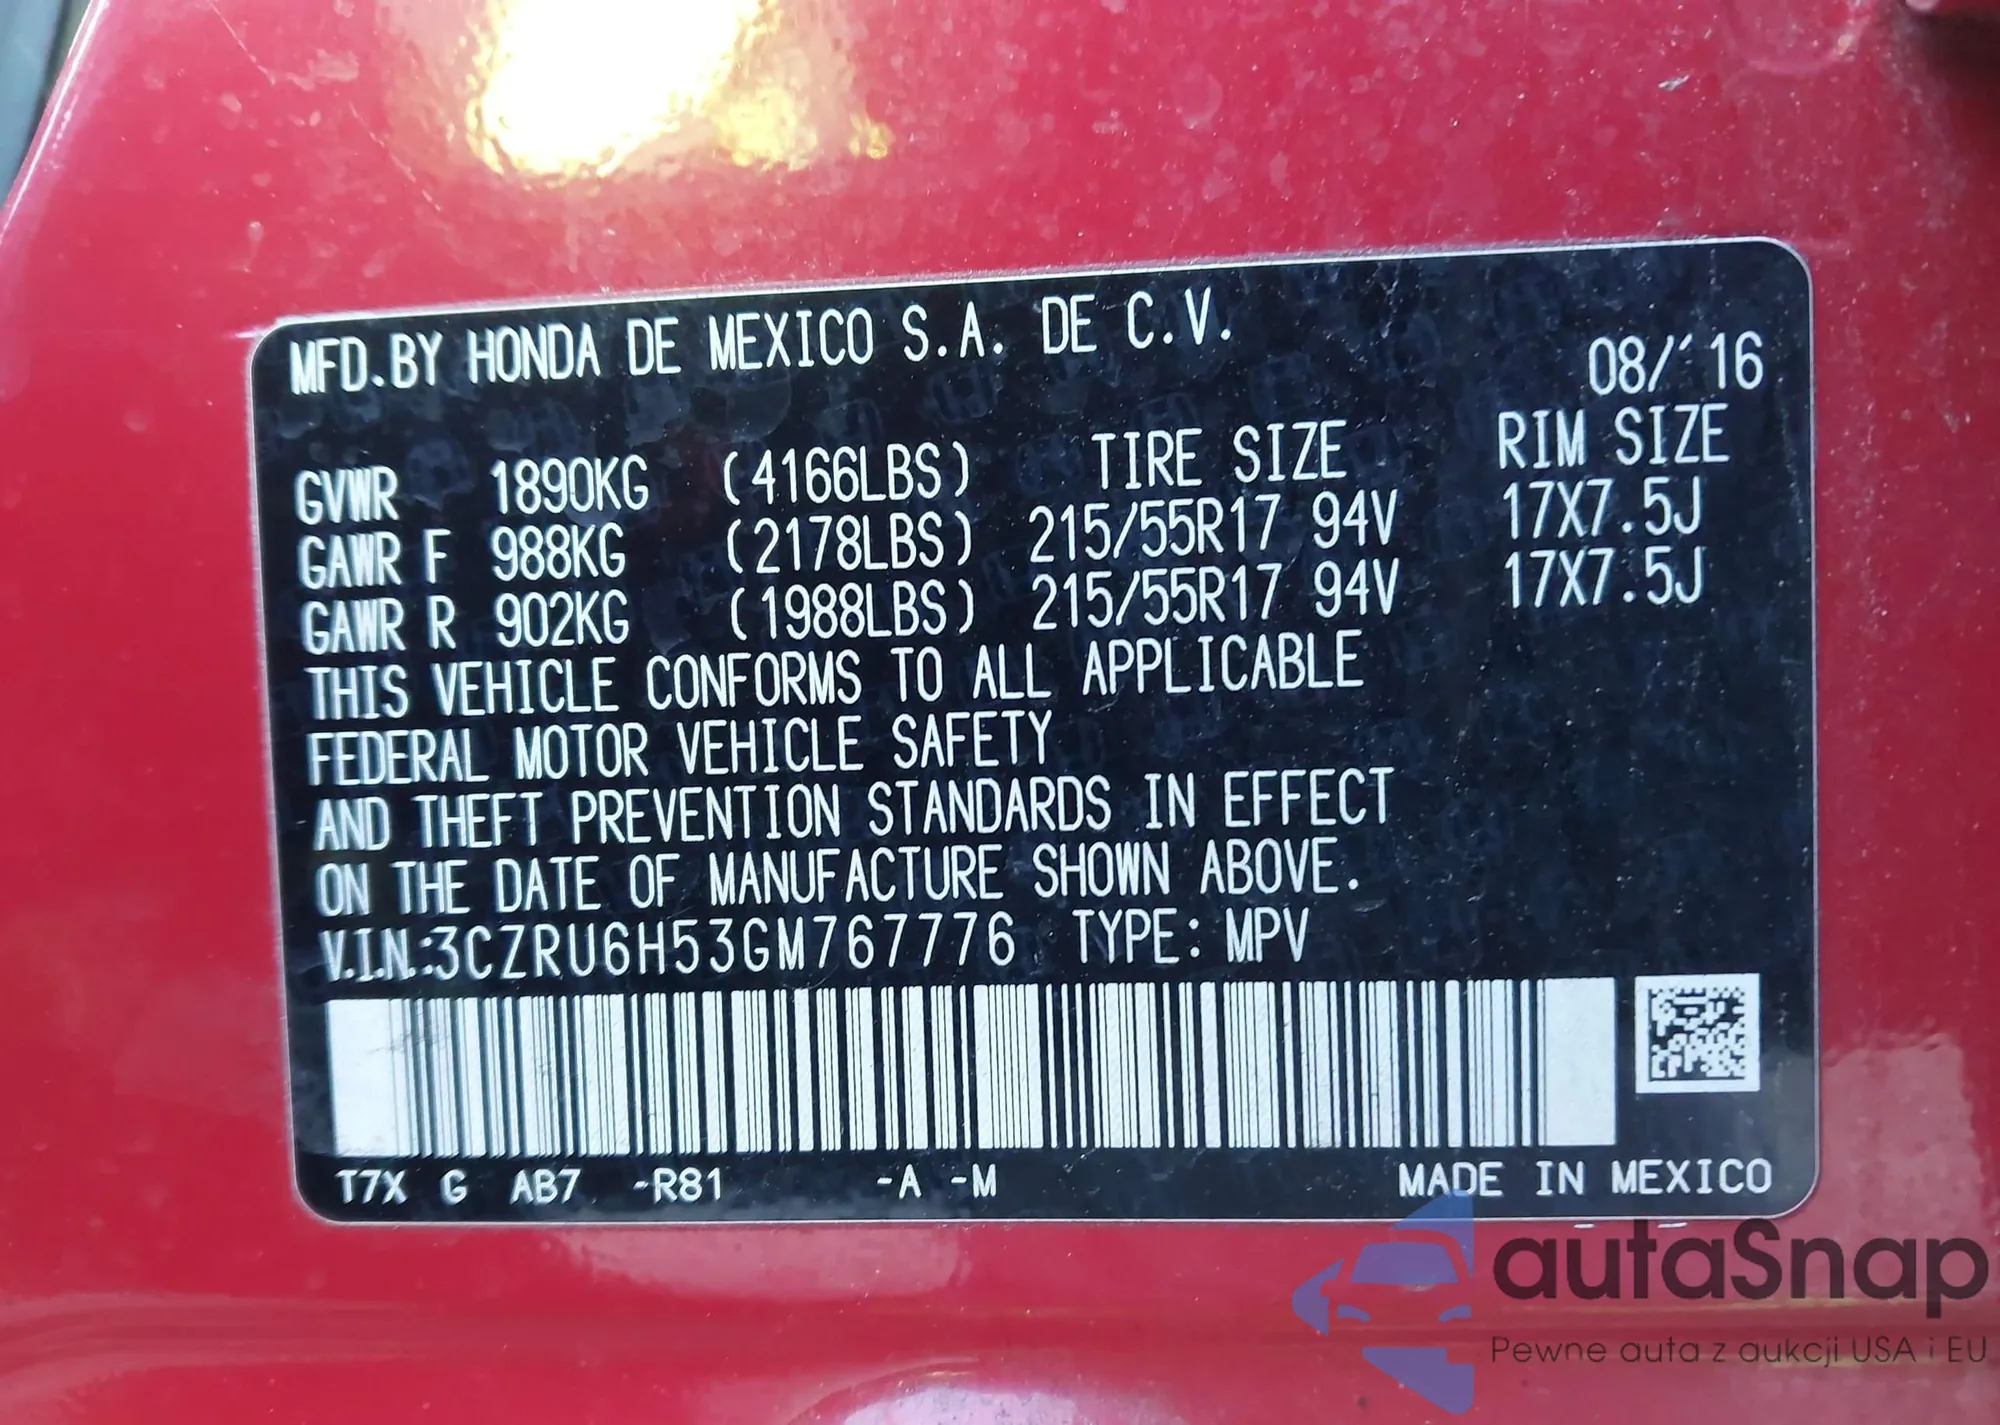 MFD.BY HONDA DE MEXICO S.A. DE C.V.
08/'16
GVWR 1890KG (4166LBS) TIRE SIZE RIM SIZE
GAWR F 988KG (2178LBS) 215/55R17 94V 17X7.5J
GAWR R 902KG (1988LBS) 215/55R17 94V 17X7.5J
THIS VEHICLE CONFORMS TO ALL APPLICABLE
FEDERAL MOTOR VEHICLE SAFETY
AND THEFT PREVENTION STANDARDS IN EFFECT
ON THE DATE OF MANUFACTURE SHOWN ABOVE.
V.I.N.:3CZRU6H53GM767776 TYPE: MPV
T7X G AB7 -R81 -A -M MADE IN MEXICO
autaSnap
Pewne auta z aukcji USA i EU